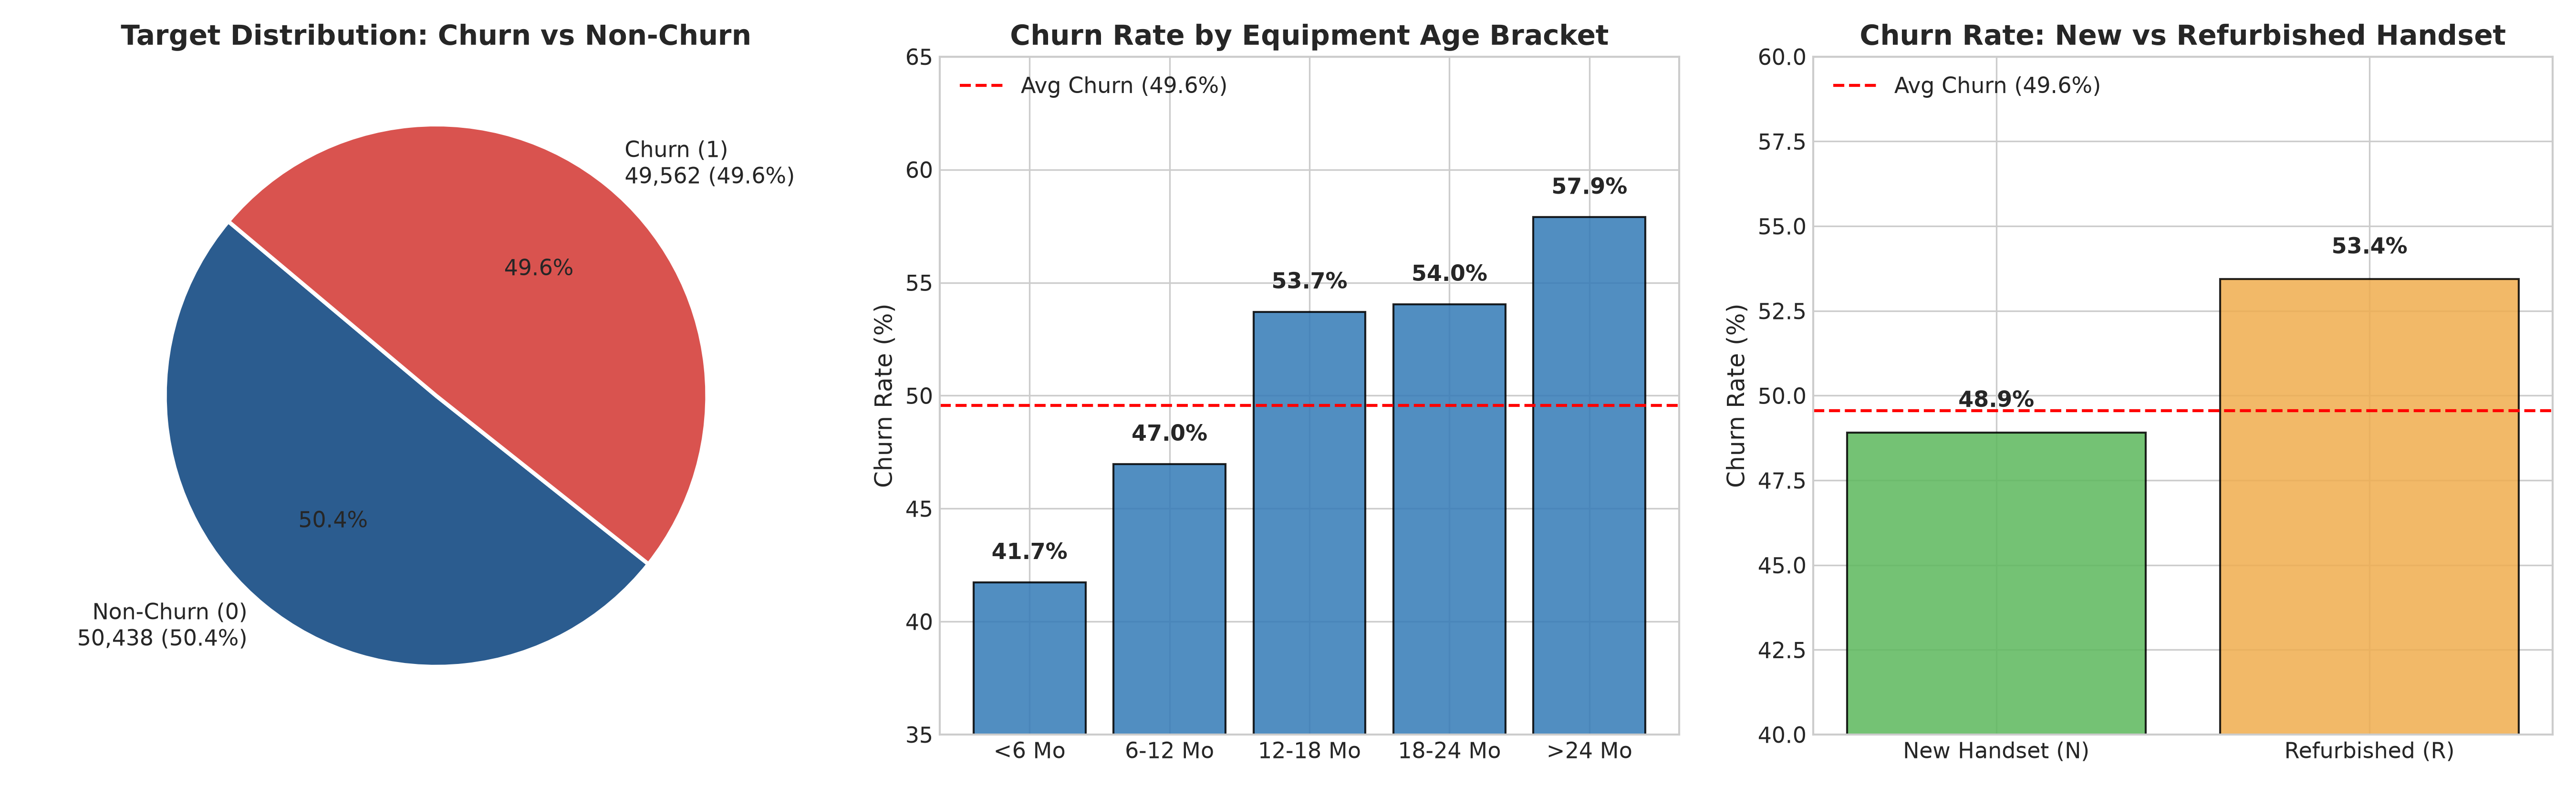 Target Distribution: Churn vs Non-Churn
Churn (1)
49,562 (49.6%)
49.6%
50.4%
Non-Churn (0)
50,438 (50.4%)
Churn Rate by Equipment Age Bracket
Avg Churn (49.6%)
Churn Rate (%)
65
60
55
50
45
40
35
41.7%
47.0%
53.7%
54.0%
57.9%
<6 Mo
6-12 Mo
12-18 Mo
18-24 Mo
>24 Mo
Churn Rate: New vs Refurbished Handset
Avg Churn (49.6%)
Churn Rate (%)
60.0
57.5
55.0
52.5
50.0
47.5
45.0
42.5
40.0
48.9%
53.4%
New Handset (N)
Refurbished (R)